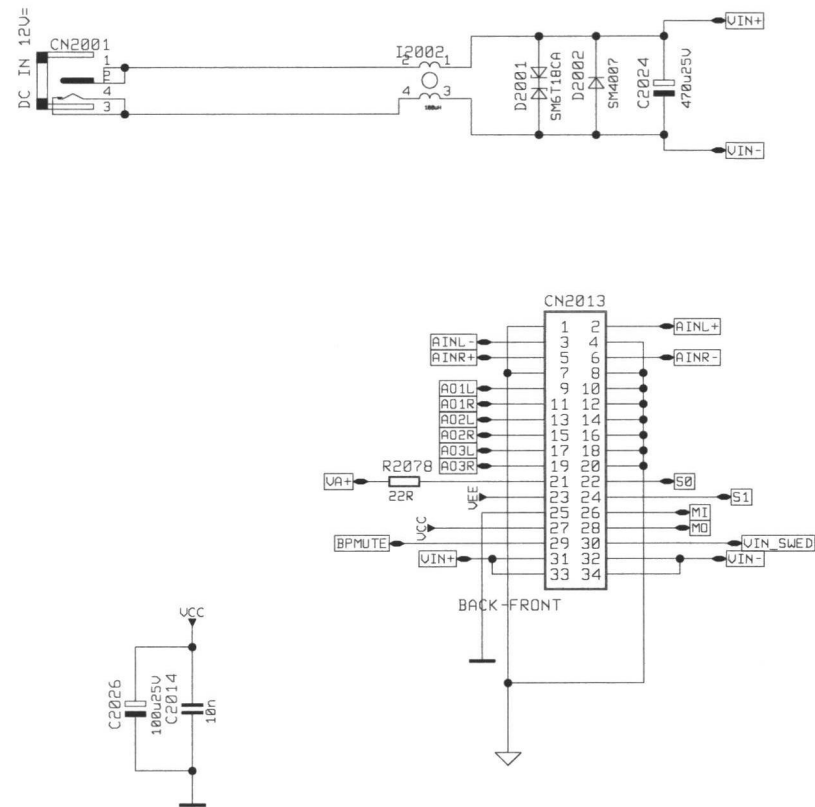 DC IN 12V=
CN2001
1
2
4
3
I2002
2 1
4 3
100uH
D2001
SM6T18CA
D2002
SM4007
C2024
470u25V
VIN+
VIN-
CN2013
1 2 AINL+
AINL- 3 4
AINR+ 5 6 AINR-
7 8
AO1L 9 10
AO1R 11 12
AO2L 13 14
AO2R 15 16
AO3L 17 18
AO3R 19 20
VA+ R2078 22R 21 22 S0
VEE 23 24 S1
25 26 MI
VCC 27 28 MO
BPMUTE 29 30 VIN_SWED
VIN+ 31 32 VIN-
33 34
BACK-FRONT
VCC
C2026
100u25V
C2014
10n